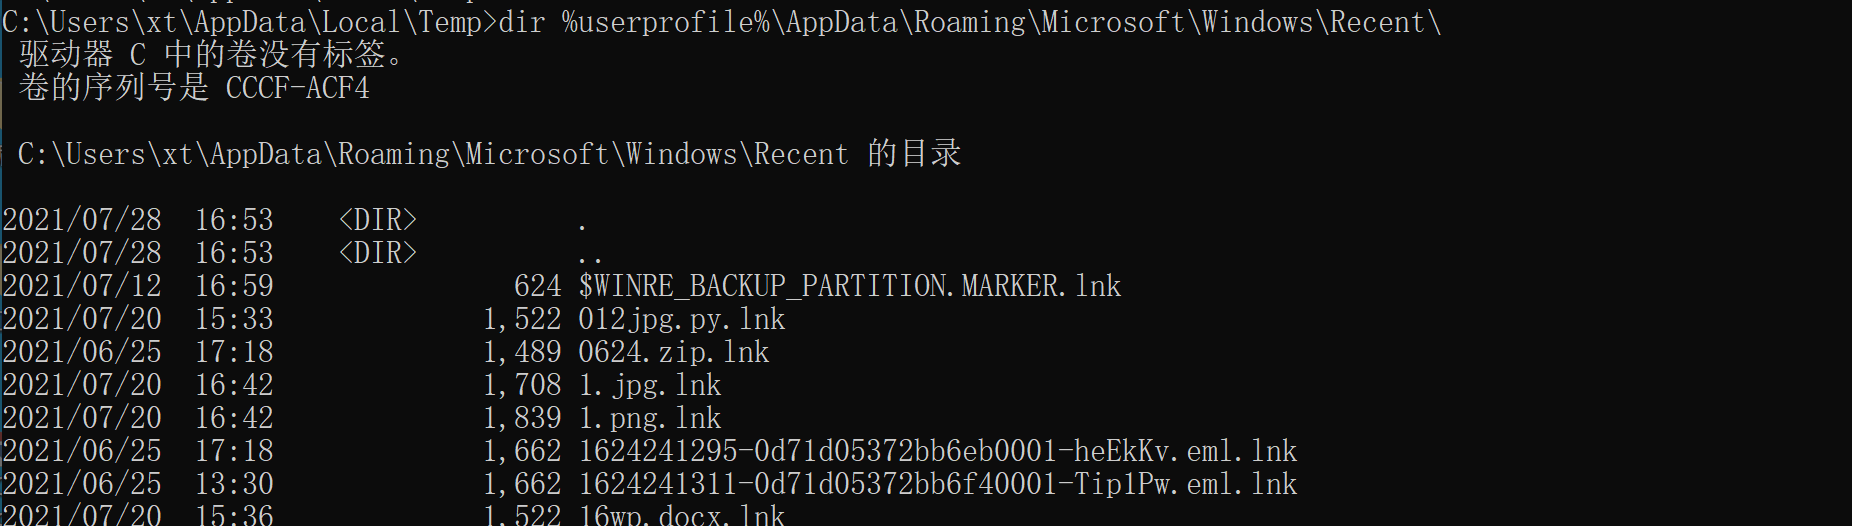 C:\Users\xt\AppData\Local\Temp>dir %userprofile%\AppData\Roaming\Microsoft\Windows\Recent\
驱动器 C 中的卷没有标签。
卷的序列号是 CCCF-ACF4
C:\Users\xt\AppData\Roaming\Microsoft\Windows\Recent 的目录
2021/07/28  16:53    <DIR>          .
2021/07/28  16:53    <DIR>          ..
2021/07/12  16:59               624 $WINRE_BACKUP_PARTITION.MARKER.lnk
2021/07/20  15:33             1,522 012jpg.py.lnk
2021/06/25  17:18             1,489 0624.zip.lnk
2021/07/20  16:42             1,708 1.jpg.lnk
2021/07/20  16:42             1,839 1.png.lnk
2021/06/25  17:18             1,662 1624241295-0d71d05372bb6eb0001-heEkKv.eml.lnk
2021/06/25  13:30             1,662 1624241311-0d71d05372bb6f40001-Tip1Pw.eml.lnk
2021/07/20  15:36             1,522 16wp.docx.lnk